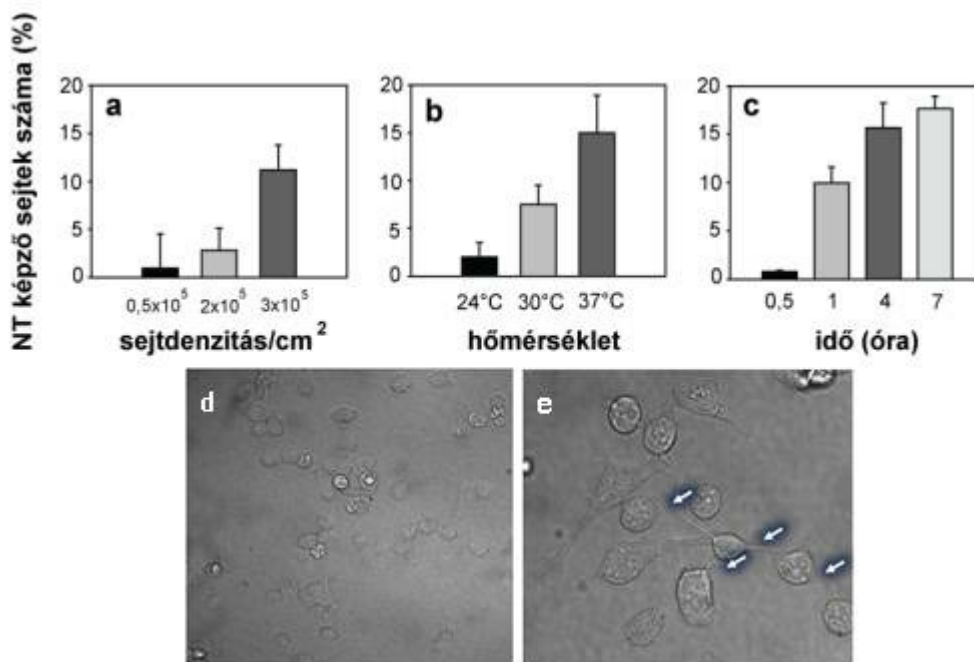 NT képző sejtek száma (%)
a
20
15
10
5
0
0,5x10⁵ 2x10⁵ 3x10⁵
sejtdenzitás/cm²
b
20
15
10
5
0
24°C 30°C 37°C
hőmérséklet
c
20
15
10
5
0
0,5 1 4 7
idő (óra)
d
e